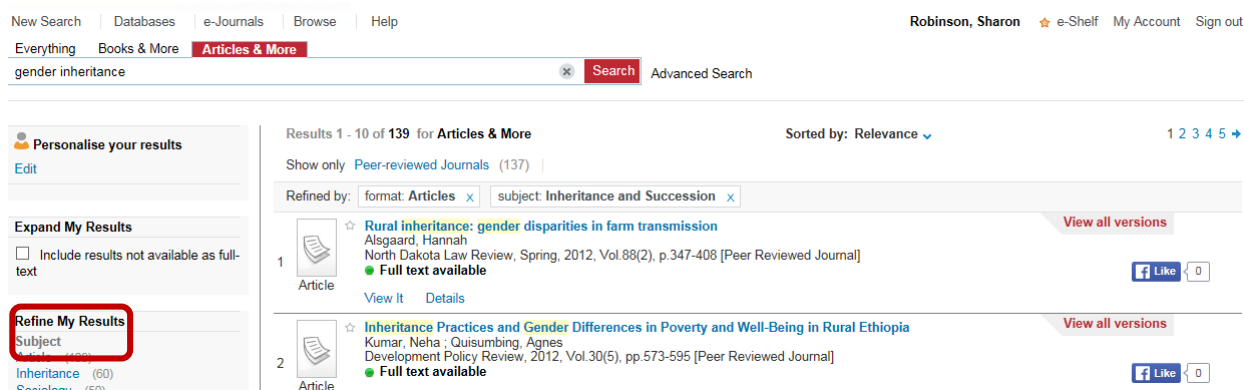 New Search Databases e-Journals Browse Help Robinson, Sharon e-Shelf My Account Sign out
Everything Books & More Articles & More
gender inheritance Search Advanced Search
Personalise your results
Edit
Expand My Results
Include results not available as full-
text
Refine My Results
Subject
Article
Inheritance (60)
Sociology (50)
Results 1 - 10 of 139 for Articles & More Sorted by: Relevance 1 2 3 4 5
Show only Peer-reviewed Journals (137)
Refined by: format: Articles x subject: Inheritance and Succession x
1
Article
Rural inheritance: gender disparities in farm transmission
Alsgaard, Hannah
North Dakota Law Review, Spring, 2012, Vol.88(2), p.347-408 [Peer Reviewed Journal]
Full text available
View It Details
View all versions
Like 0
2
Article
Inheritance Practices and Gender Differences in Poverty and Well-Being in Rural Ethiopia
Kumar, Neha ; Quisumbing, Agnes
Development Policy Review, 2012, Vol.30(5), pp.573-595 [Peer Reviewed Journal]
Full text available
View all versions
Like 0